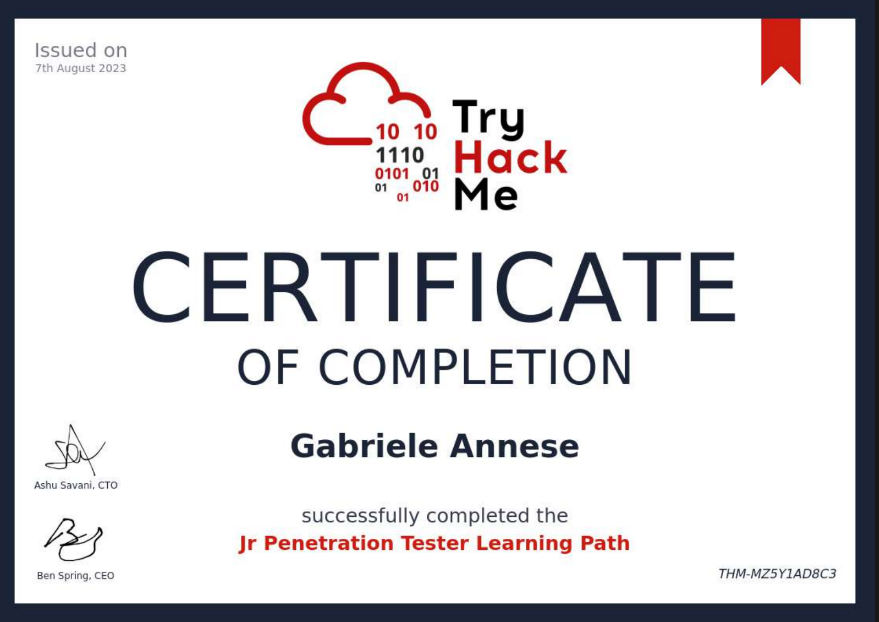 Issued on
7th August 2023
Try
10 10
Hack
1110
0101 01
01 010
Me
01
CERTIFICATE
OF COMPLETION
Gabriele Annese
Ashu Savani, CTO
successfully completed the
Jr Penetration Tester Learning Path
Ben Spring, CEO
THM-MZ5Y1AD8C3